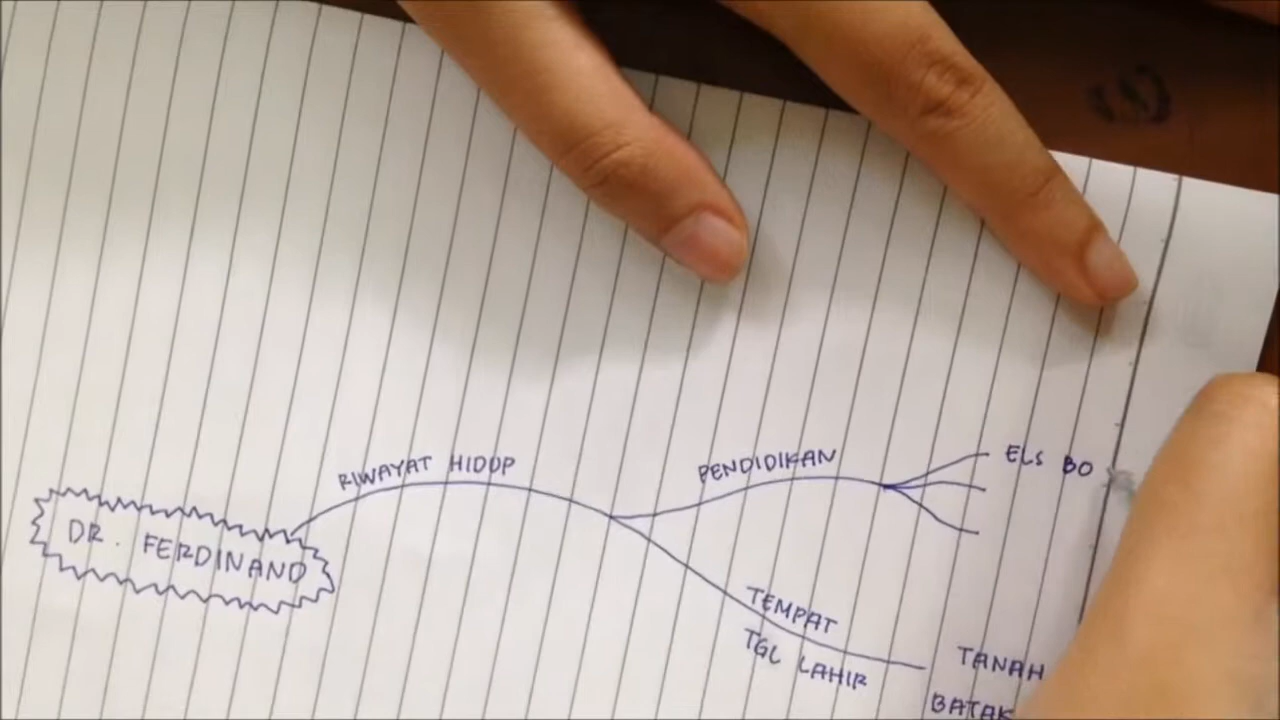 DR. FERDINAND
RIWAYAT HIDUP
PENDIDIKAN
ELS BO
TEMPAT
TGL LAHIR
TANAH
BATAK